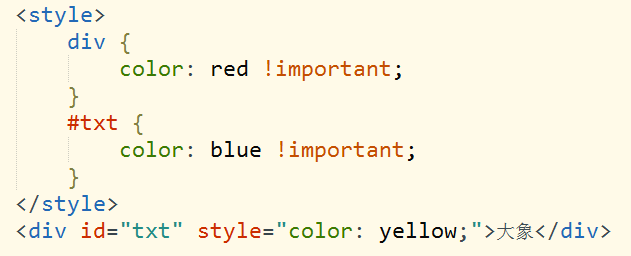 <style>
    div {
        color: red !important;
    }
    #txt {
        color: blue !important;
    }
</style>
<div id="txt" style="color: yellow;">大象</div>